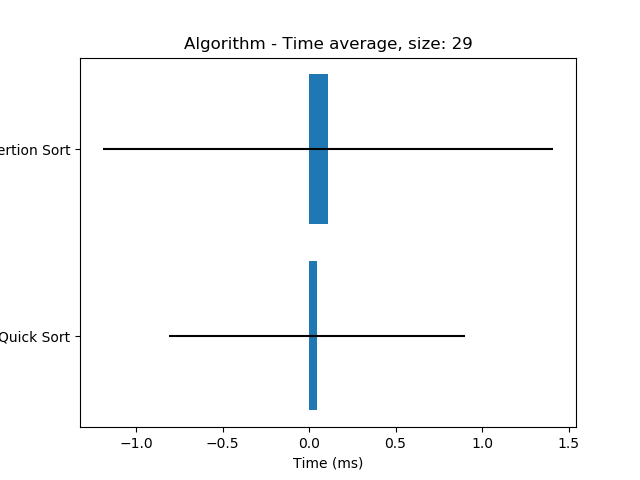 Algorithm - Time average, size: 29
ertion Sort
Quick Sort
−1.0 −0.5 0.0 0.5 1.0 1.5
Time (ms)